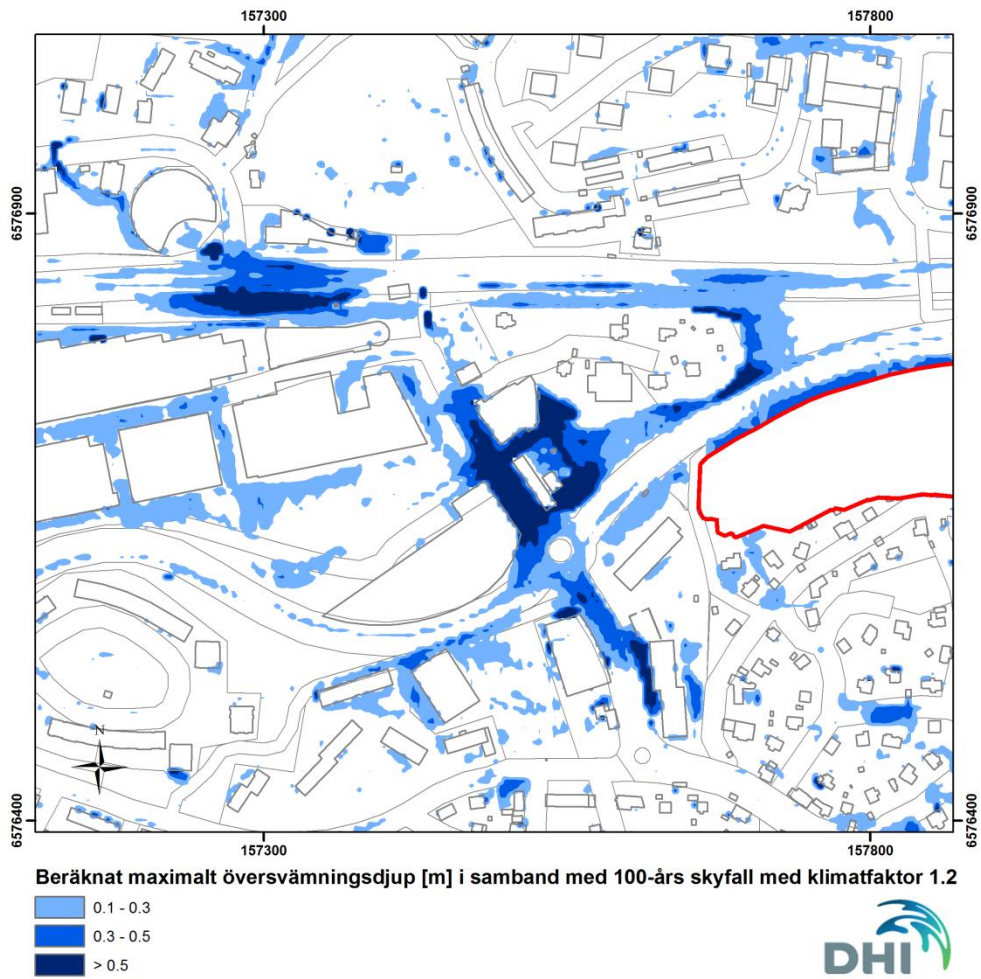 157300
157800
6576900
6576900
N
6576400
6576400
157300
157800
Beräknat maximalt översvämningsdjup [m] i samband med 100-års skyfall med klimatfaktor 1.2
0.1 - 0.3
0.3 - 0.5
> 0.5
DHI